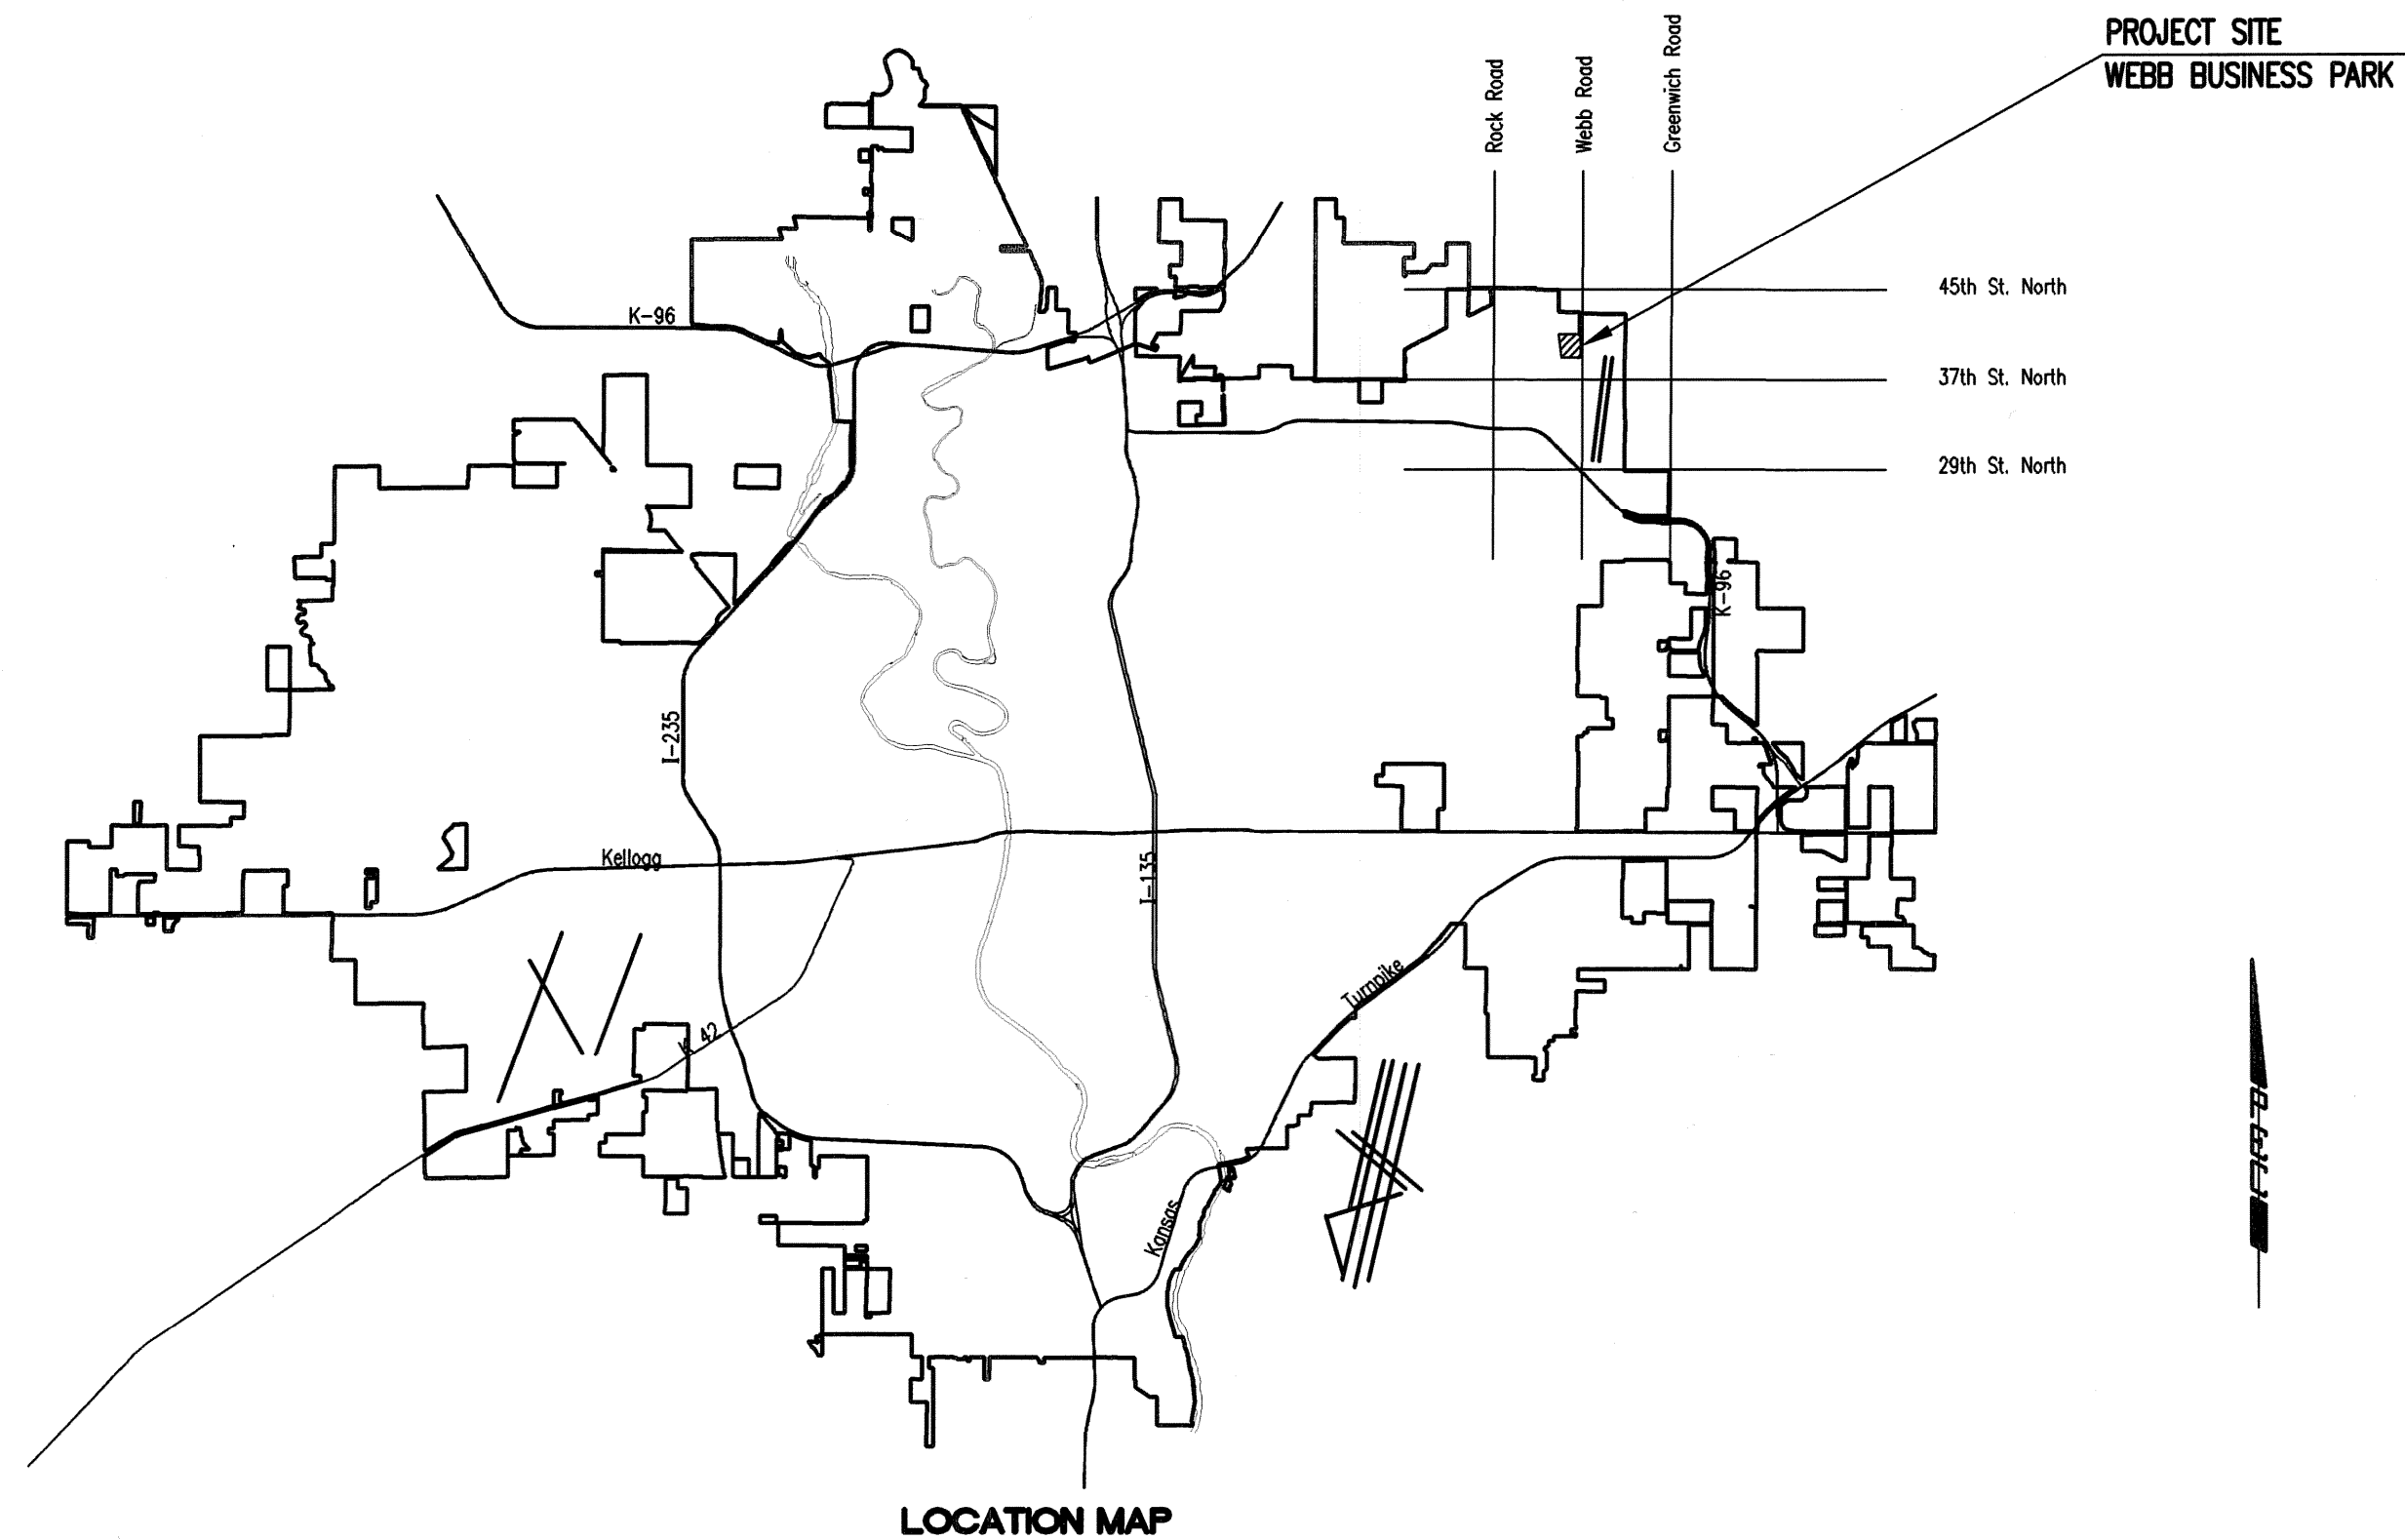 PROJECT SITE
WEBB BUSINESS PARK
Rock Road
Webb Road
Greenwich Road
45th St. North
37th St. North
29th St. North
K-96
K-96
I-235
Kellogg
I-135
K 42
Turnpike
Kansas
LOCATION MAP